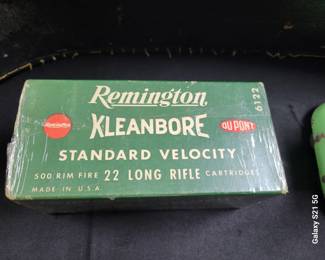 Remington
Remington
KLEANBORE
DU PONT
6122
STANDARD VELOCITY
500 RIM FIRE 22 LONG RIFLE CARTRIDGES
MADE IN U.S.A
Galaxy S21 5G